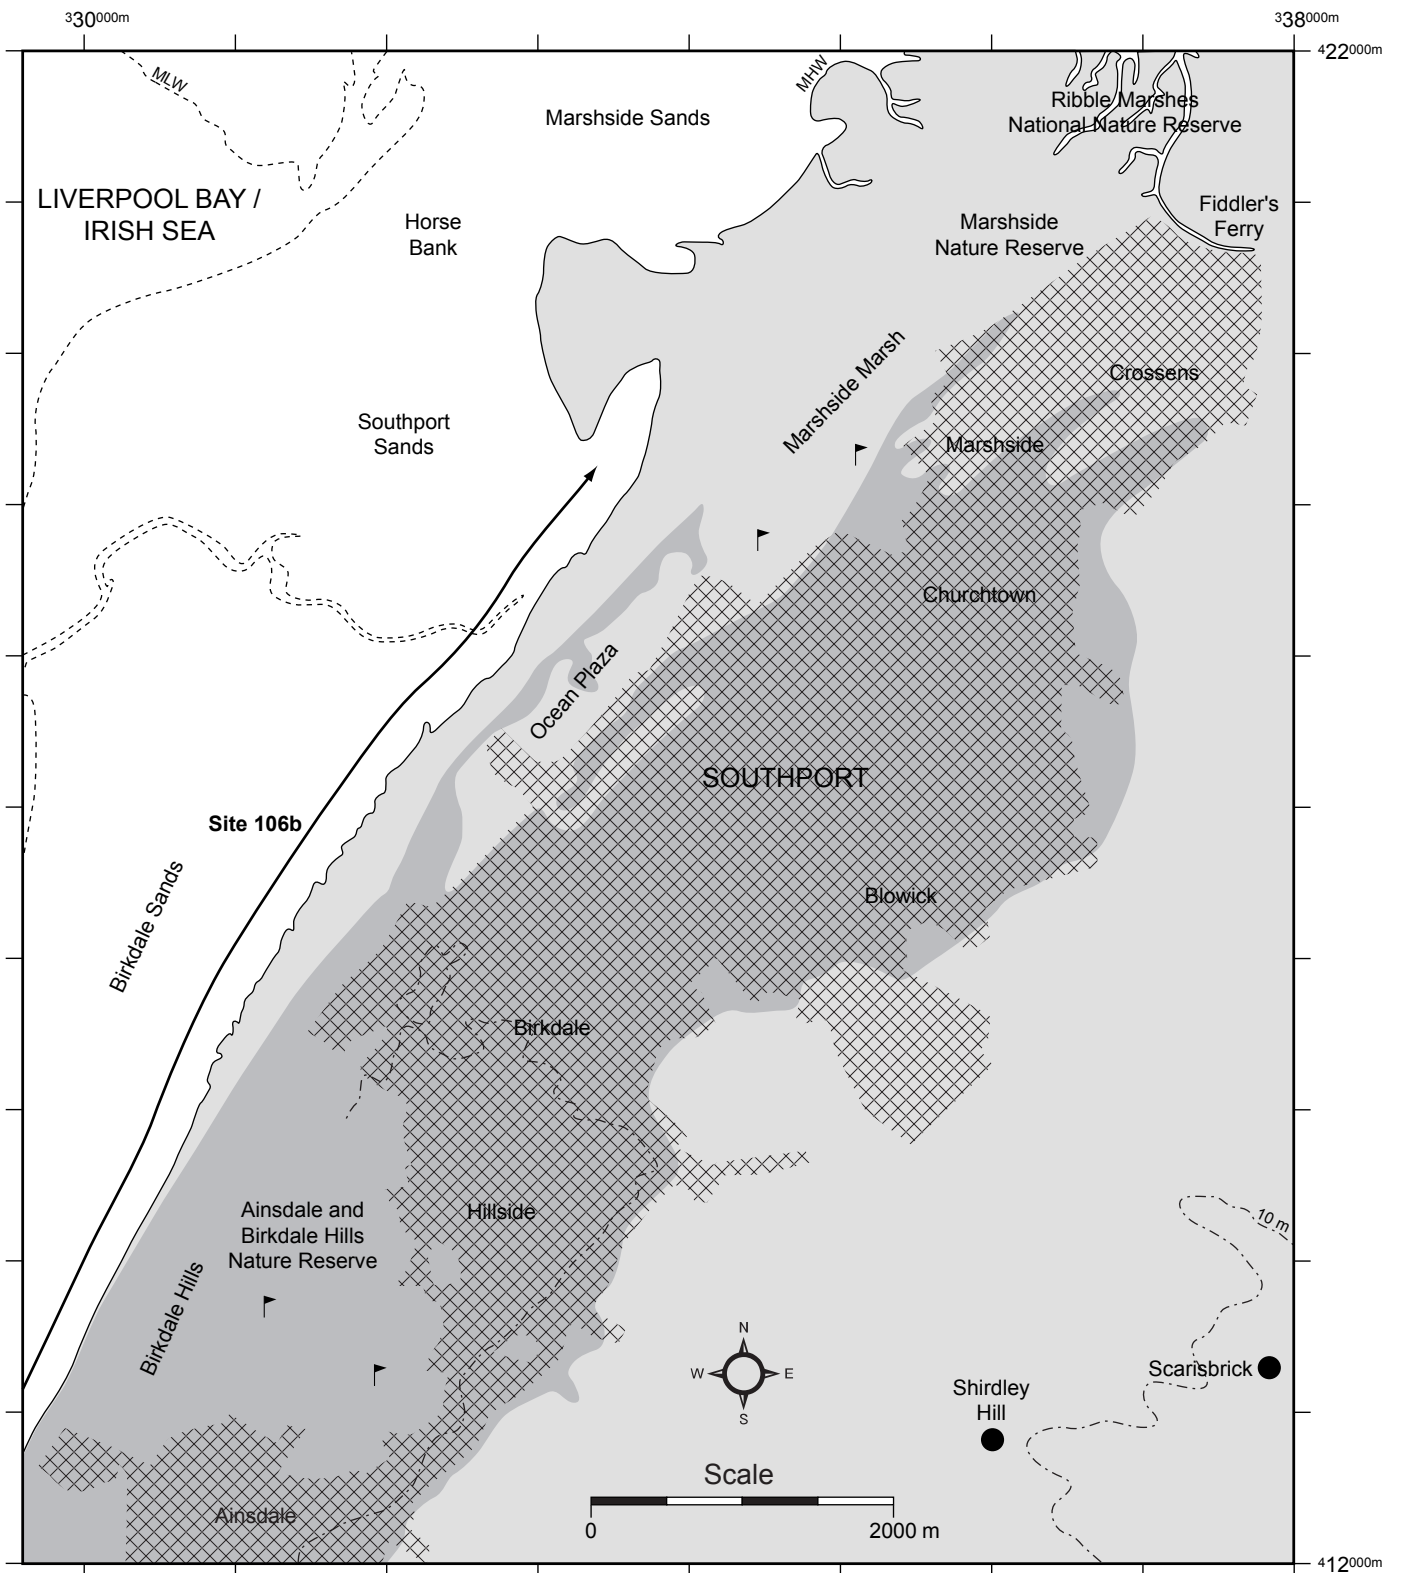 330000m
338000m
422000m
MLW
MHW
Marshside Sands
Ribble Marshes
National Nature Reserve
LIVERPOOL BAY /
IRISH SEA
Horse
Bank
Marshside
Nature Reserve
Fiddler's
Ferry
Marshside Marsh
Crossens
Southport
Sands
Marshside
Churchtown
Ocean Plaza
SOUTHPORT
Site 106b
Birkdale Sands
Blowick
Birkdale
Ainsdale and
Birkdale Hills
Nature Reserve
Hillside
10 m
Birkdale Hills
N
W
E
S
Scarisbrick
Shirdley
Hill
Scale
0
2000 m
Ainsdale
412000m